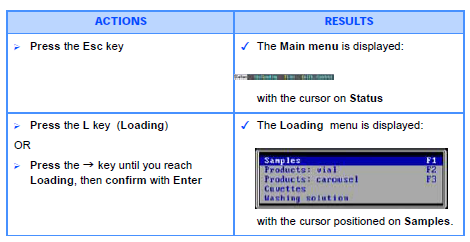 ACTIONS
RESULTS
➢ Press the Esc key
✓ The Main menu is displayed:
with the cursor on Status
➢ Press the L key (Loading)
OR
➢ Press the → key until you reach
Loading, then confirm with Enter
✓ The Loading menu is displayed:
Samples F1
Products: vial F2
Products: carousel F3
Cuvettes
Washing solution
with the cursor positioned on Samples.